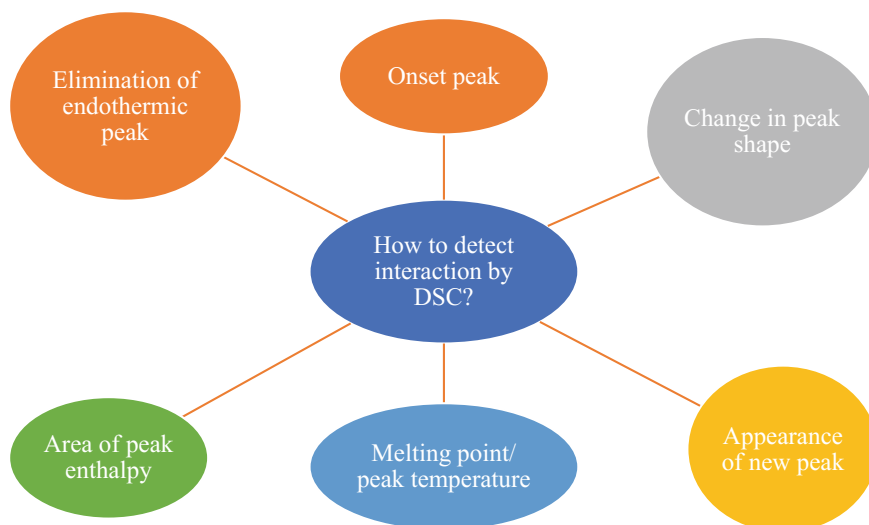 Elimination of
endothermic
peak
Onset peak
Change in peak
shape
How to detect
interaction by
DSC?
Area of peak
enthalpy
Melting point/
peak temperature
Appearance
of new peak